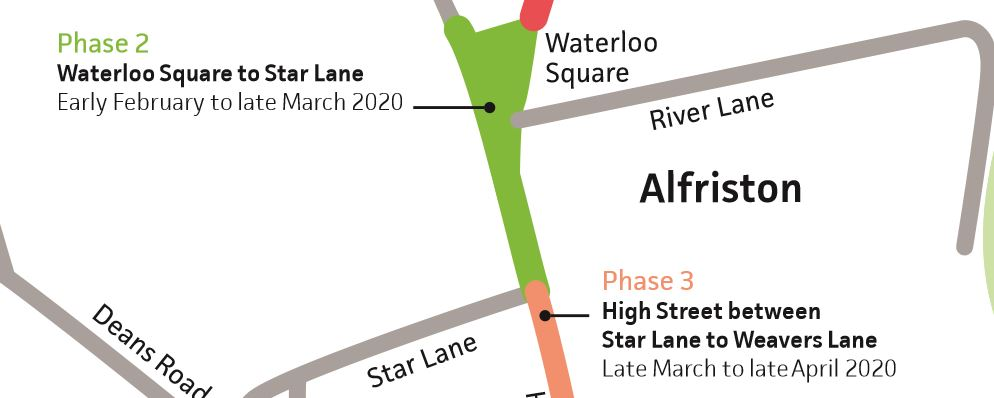 Phase 2
Waterloo Square to Star Lane
Early February to late March 2020
Waterloo
Square
River Lane
Alfriston
Phase 3
High Street between
Star Lane to Weavers Lane
Late March to late April 2020
Deans Road
Star Lane